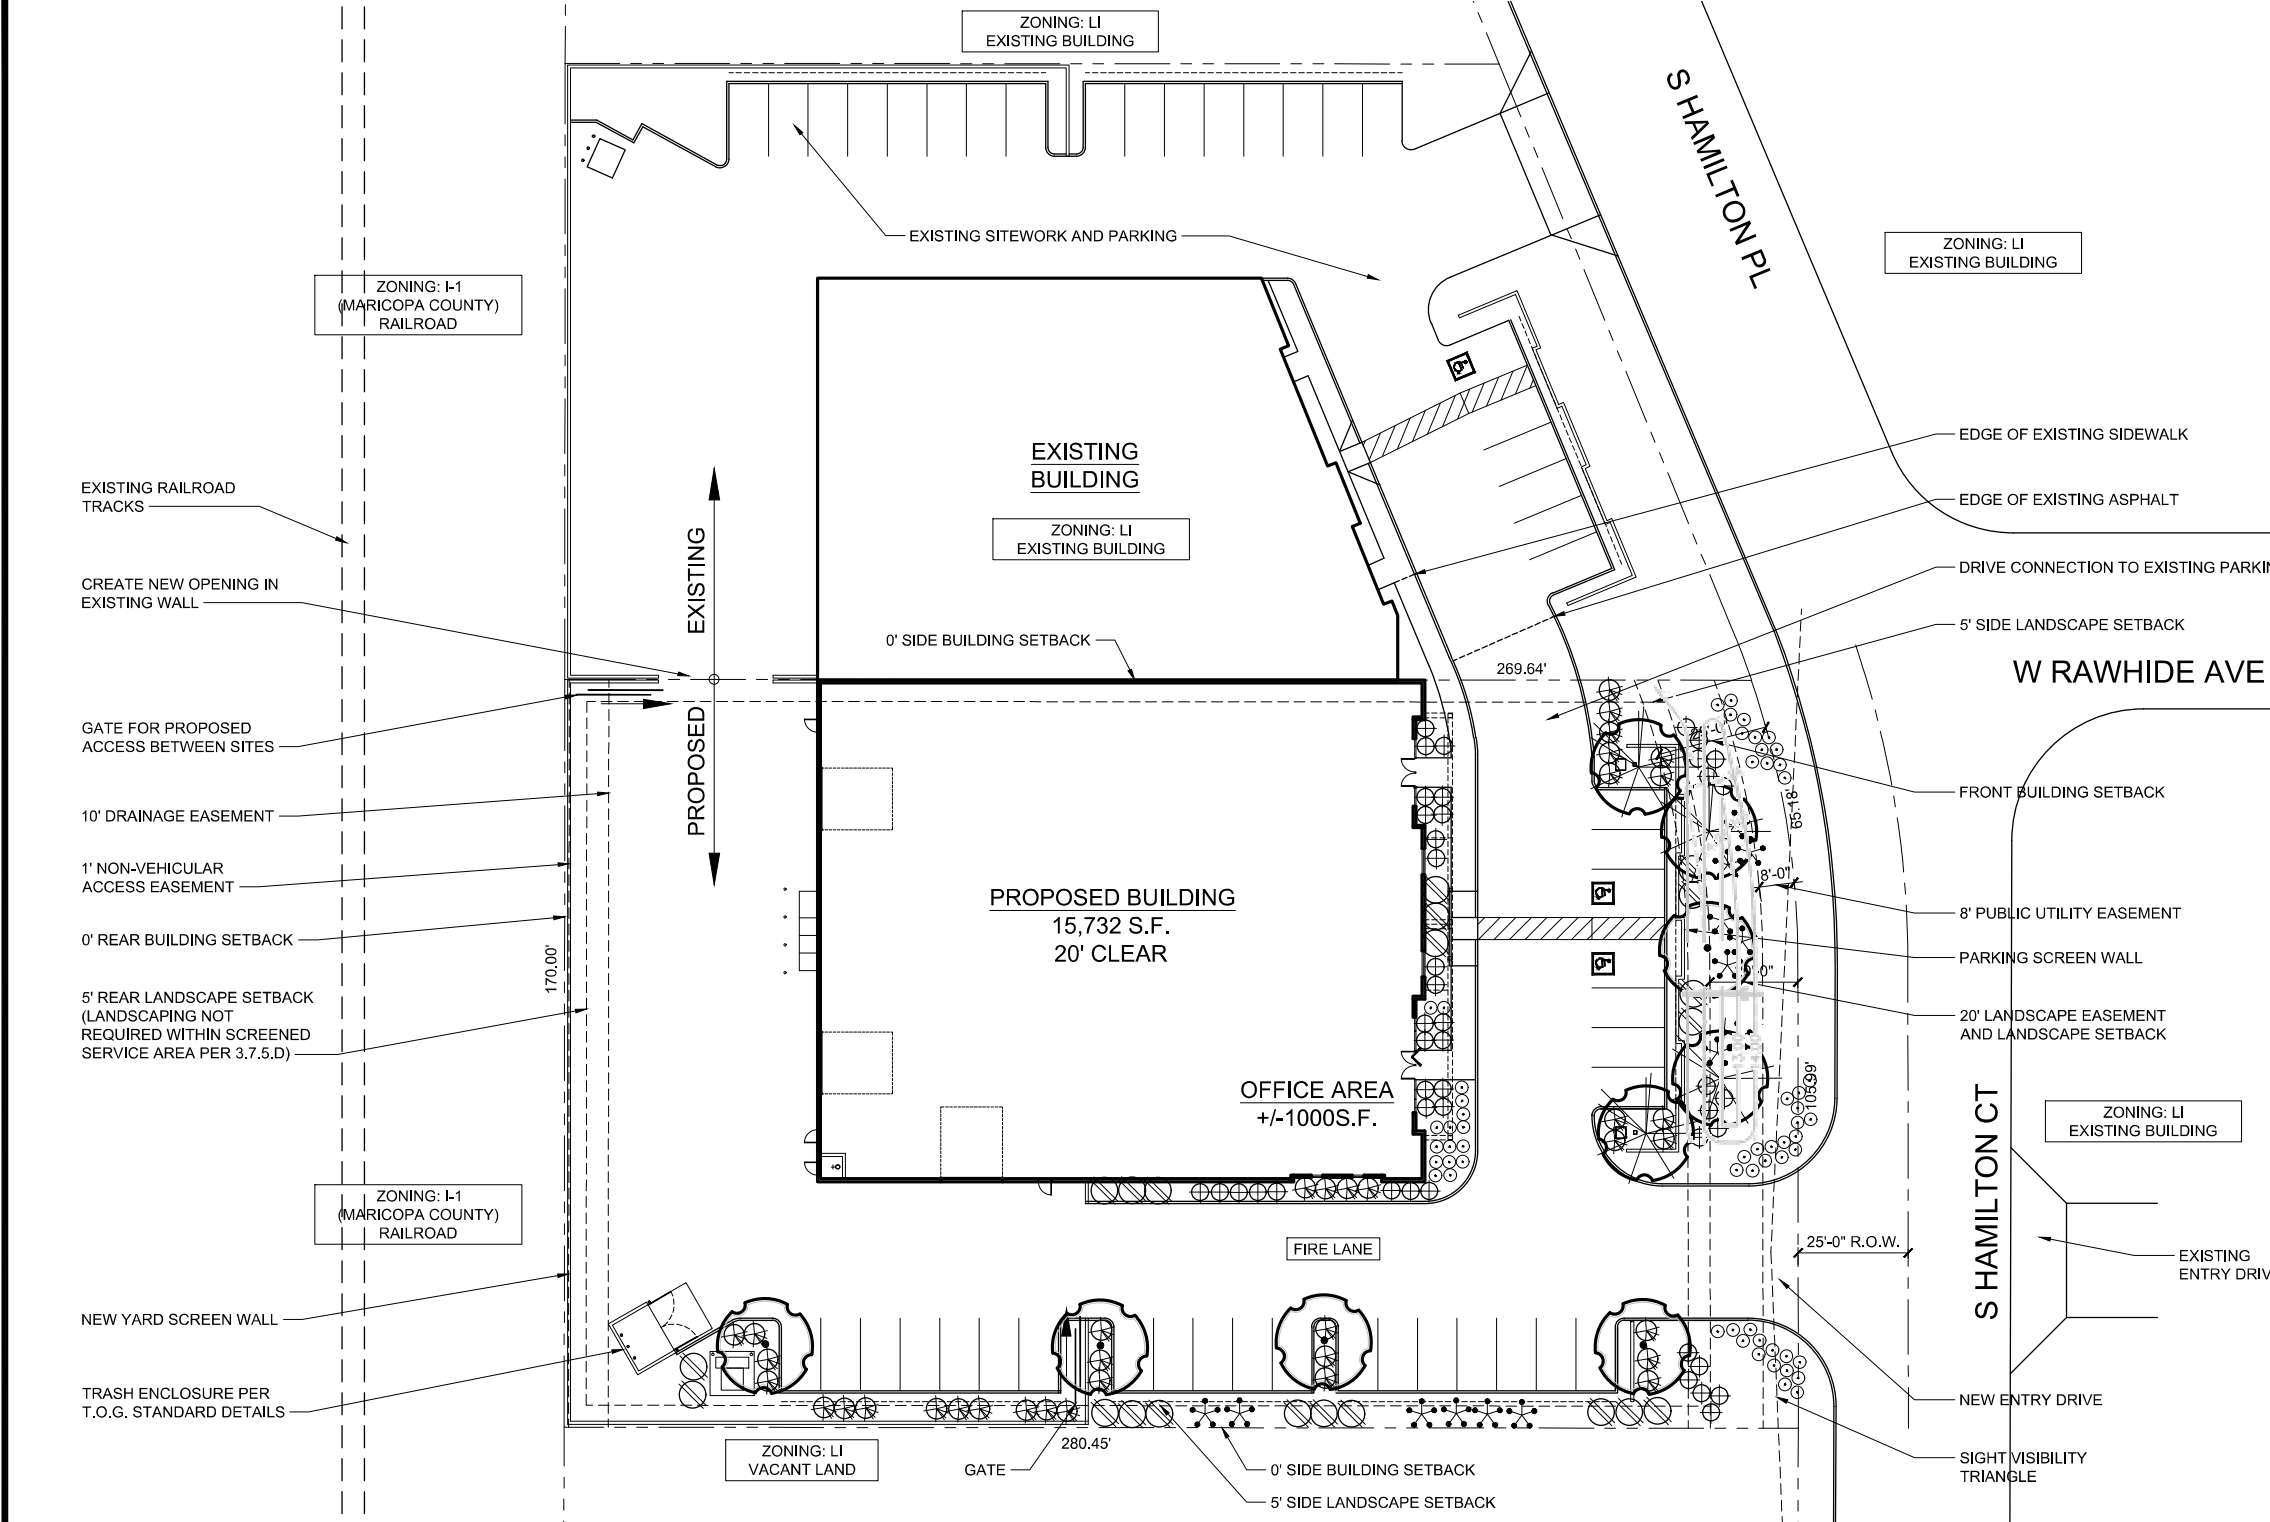 ZONING: LI
EXISTING BUILDING
S HAMILTON PL
EXISTING SITEWORK AND PARKING
ZONING: LI
EXISTING BUILDING
ZONING: I-1
(MARICOPA COUNTY)
RAILROAD
EXISTING
BUILDING
ZONING: LI
EXISTING BUILDING
EXISTING RAILROAD
TRACKS
CREATE NEW OPENING IN
EXISTING WALL
GATE FOR PROPOSED
ACCESS BETWEEN SITES
10' DRAINAGE EASEMENT
1' NON-VEHICULAR
ACCESS EASEMENT
0' REAR BUILDING SETBACK
5' REAR LANDSCAPE SETBACK
(LANDSCAPING NOT
REQUIRED WITHIN SCREENED
SERVICE AREA PER 3.7.5.D)
ZONING: I-1
(MARICOPA COUNTY)
RAILROAD
NEW YARD SCREEN WALL
TRASH ENCLOSURE PER
T.O.G. STANDARD DETAILS
EXISTING
PROPOSED
170.00'
0' SIDE BUILDING SETBACK
269.64'
PROPOSED BUILDING
15,732 S.F.
20' CLEAR
OFFICE AREA
+/-1000S.F.
FIRE LANE
EDGE OF EXISTING SIDEWALK
EDGE OF EXISTING ASPHALT
DRIVE CONNECTION TO EXISTING
5' SIDE LANDSCAPE SETBACK
W RAWHIDE AVE
FRONT BUILDING SETBACK
65.18'
8'-0"
8' PUBLIC UTILITY EASEMENT
PARKING SCREEN WALL
20' LANDSCAPE EASEMENT
AND LANDSCAPE SETBACK
105.99'
S HAMILTON CT
ZONING: LI
EXISTING BUILDING
25'-0" R.O.W.
EXISTING
ENTRY
NEW ENTRY DRIVE
SIGHT VISIBILITY
TRIANGLE
ZONING: LI
VACANT LAND
280.45'
GATE
0' SIDE BUILDING SETBACK
5' SIDE LANDSCAPE SETBACK